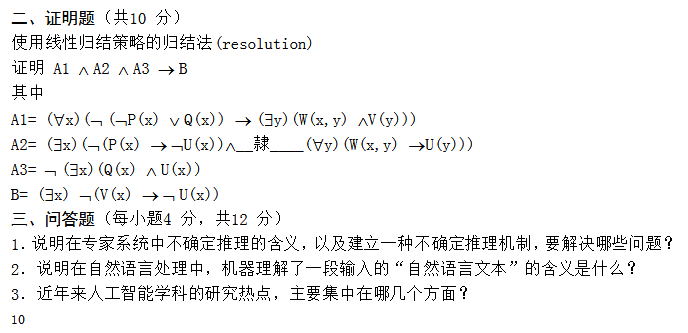 二、证明题（共10 分）
使用线性归结策略的归结法(resolution)
证明 A1 ∧ A2 ∧ A3 → B
其中
A1= (∀x)(¬ (¬P(x) ∨ Q(x)) → (∃y)(W(x,y) ∧V(y)))
A2= (∃x)(¬(P(x) → ¬U(x))∧__隸____(∀y)(W(x,y) →U(y)))
A3= ¬ (∃x)(Q(x) ∧ U(x))
B= (∃x) ¬(V(x) → ¬ U(x))
三、问答题（每小题4 分，共12 分）
1．说明在专家系统中不确定推理的含义，以及建立一种不确定推理机制，要解决哪些问题？
2．说明在自然语言处理中，机器理解了一段输入的“自然语言文本”的含义是什么？
3．近年来人工智能学科的研究热点，主要集中在哪几个方面？
10